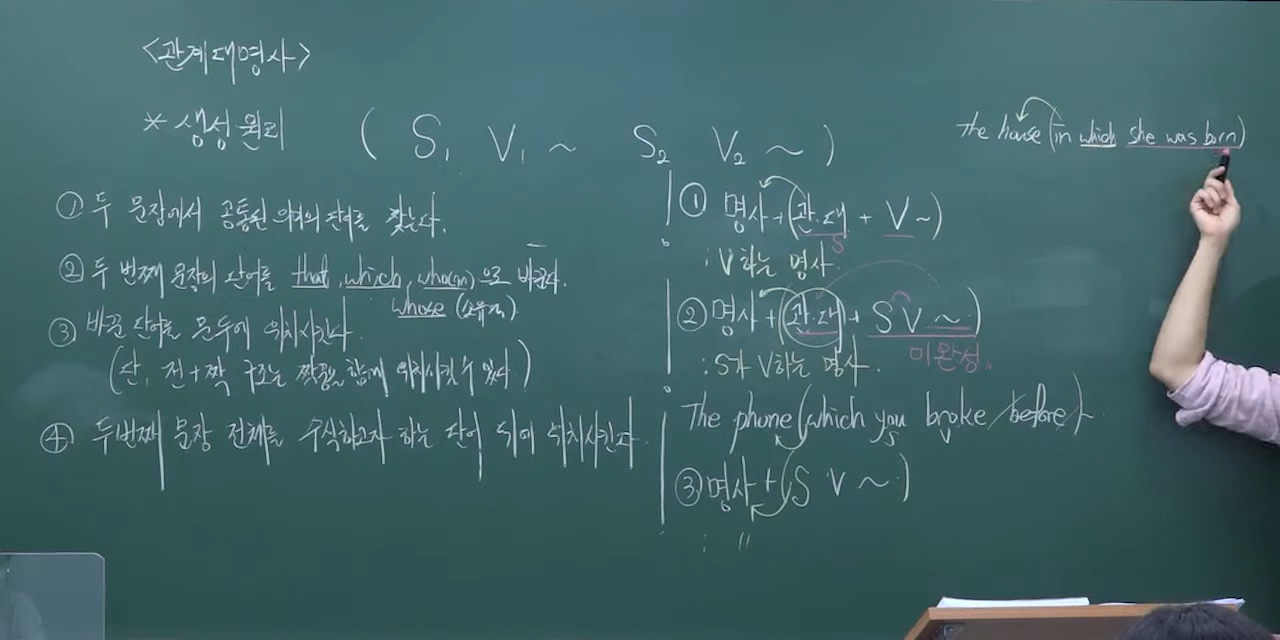 <관계대명사>
* 생성원리 ( S₁ V₁ ~ S₂ V₂ ~ )
① 두 문장에서 공통된 의미의 단어를 찾는다.
② 두 번째 문장의 단어를 that, which, who(m) 으로 바꾼다.
whose (소유격)
③ 바꾼 단어를 문두에 위치시킨다.
(단, 전+짝 구조는 짝꿍을 함께 위치시킬 수 있다)
④ 두번째 문장 전체를 수식하고자 하는 단어 뒤에 위치시킨다.
① 명사+(관.대 + V~)
S
: V 하는 명사.
② 명사+(관.대) + S V ~)
미완성.
: S가 V하는 명사.
The phone (which you broke before).
S V
③ 명사+(S V ~)
: "
The house (in which she was born)